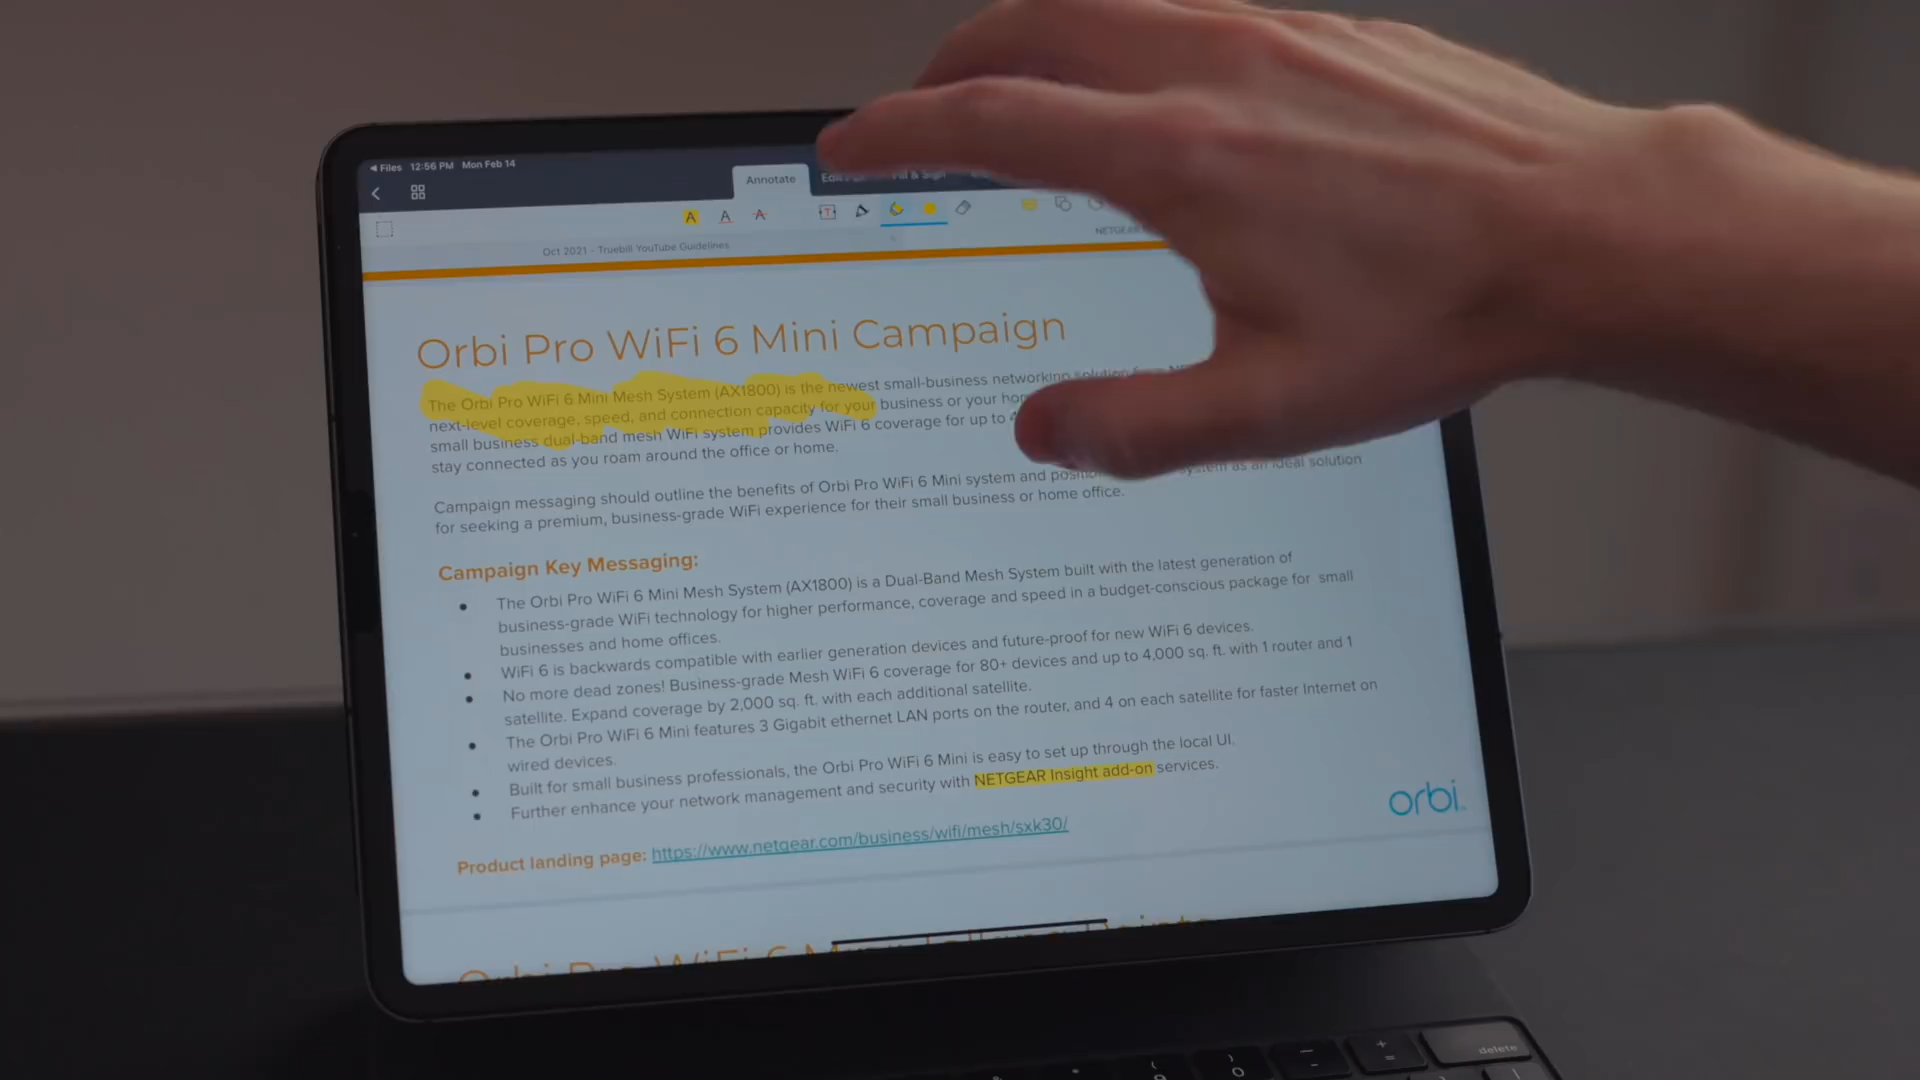 Files 12:56 PM Mon Feb 14
Annotate
A A A T
Oct 2021 - Truebill YouTube Guidelines
Orbi Pro WiFi 6 Mini Campaign
The Orbi Pro WiFi 6 Mini Mesh System (AX1800) is the newest small-business networking
next-level coverage, speed, and connection capacity for your business or your
small business dual-band mesh WiFi system provides WiFi 6 coverage for up to
stay connected as you roam around the office or home.
Campaign messaging should outline the benefits of Orbi Pro WiFi 6 Mini system and system as an ideal solution
for seeking a premium, business-grade WiFi experience for their small business or home office.
Campaign Key Messaging:
• The Orbi Pro WiFi 6 Mini Mesh System (AX1800) is a Dual-Band Mesh System built with the latest generation of
business-grade WiFi technology for higher performance, coverage and speed in a budget-conscious package for small
businesses and home offices.
• WiFi 6 is backwards compatible with earlier generation devices and future-proof for new WiFi 6 devices.
• No more dead zones! Business-grade Mesh WiFi 6 coverage for 80+ devices and up to 4,000 sq. ft. with 1 router and 1
satellite. Expand coverage by 2,000 sq. ft. with each additional satellite.
• The Orbi Pro WiFi 6 Mini features 3 Gigabit ethernet LAN ports on the router, and 4 on each satellite for faster Internet on
wired devices.
• Built for small business professionals, the Orbi Pro WiFi 6 Mini is easy to set up through the local UI.
• Further enhance your network management and security with NETGEAR Insight add-on services.
orbi
Product landing page: https://www.netgear.com/business/wifi/mesh/sxk30/
Orbi Pro WiFi 6
delete